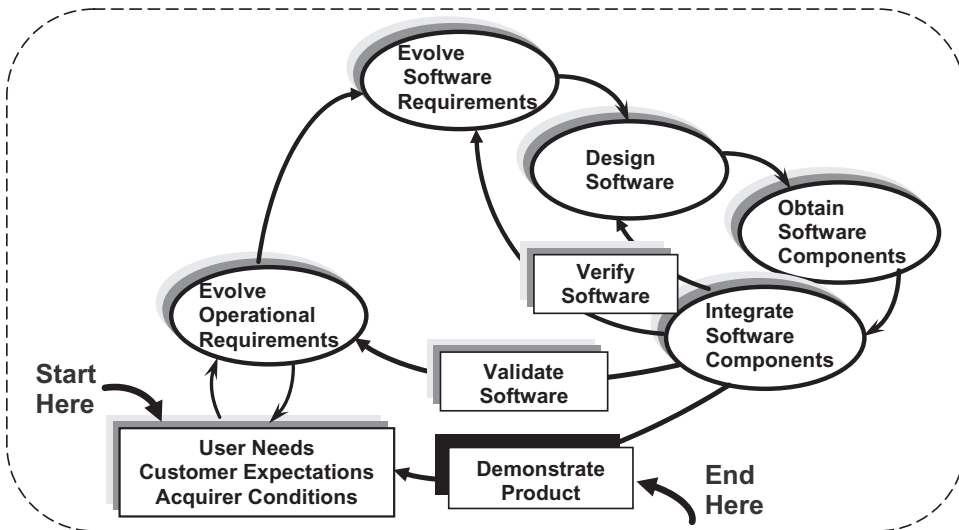 Evolve
Software
Requirements
Design
Software
Obtain
Software
Components
Verify
Software
Evolve
Operational
Requirements
Integrate
Software
Components
Validate
Software
Start
Here
User Needs
Customer Expectations
Acquirer Conditions
Demonstrate
Product
End
Here